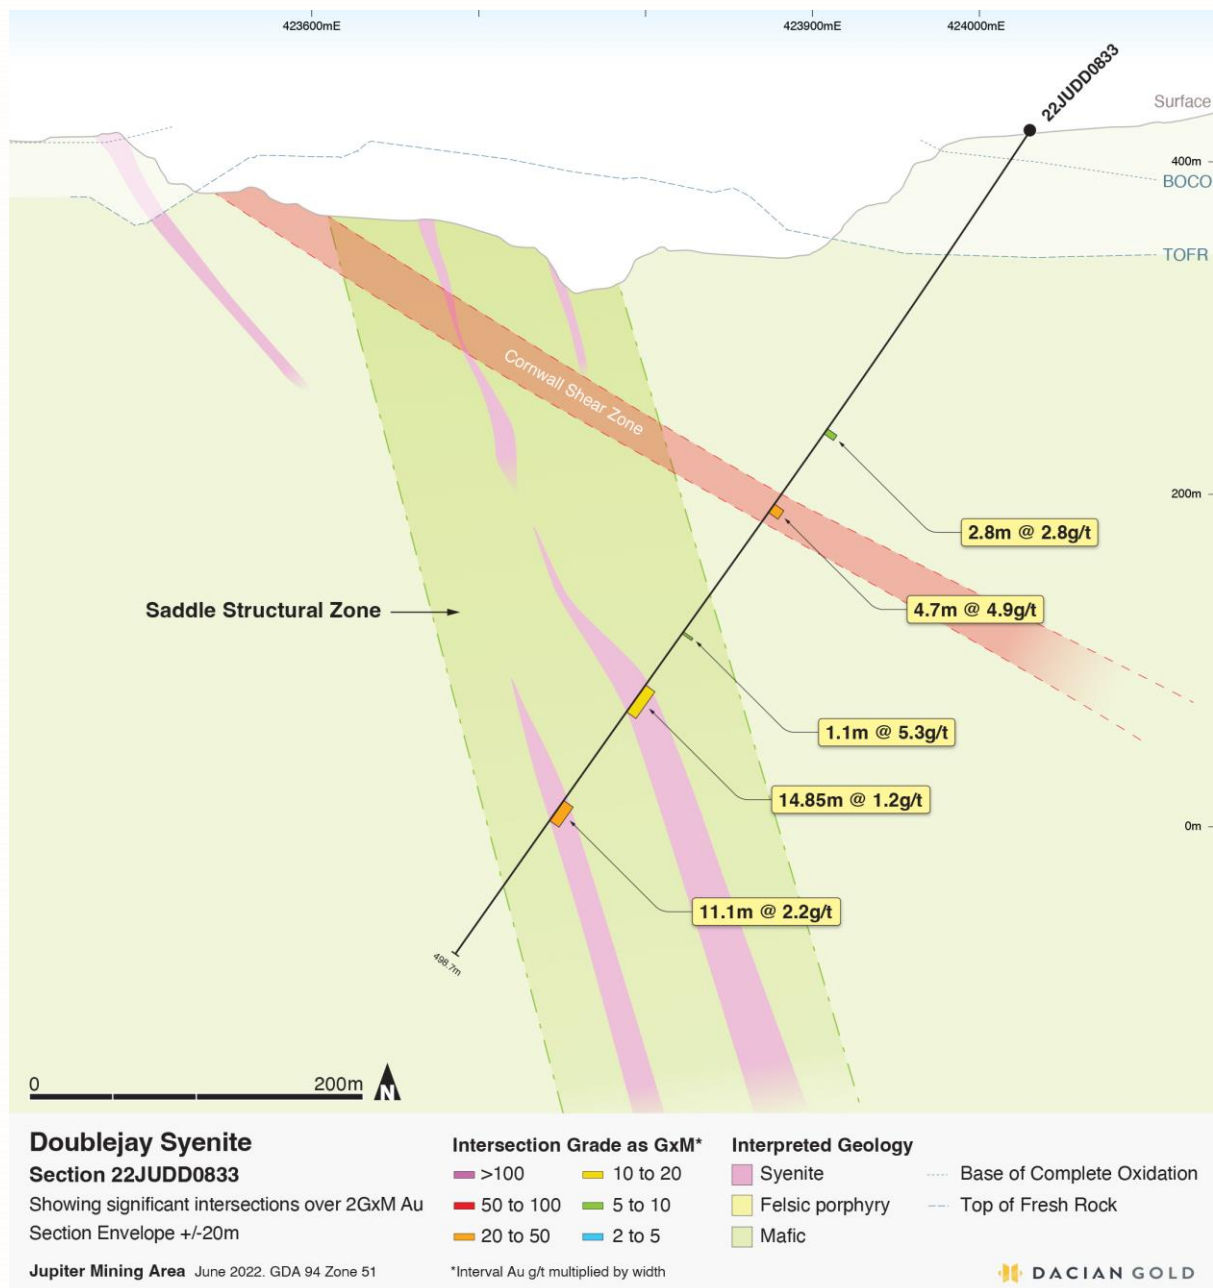 423600mE
423900mE
424000mE
22JUDD0833
Surface
400m
BOCO
TOFR
Cornwall Shear Zone
200m
2.8m @ 2.8g/t
4.7m @ 4.9g/t
Saddle Structural Zone
1.1m @ 5.3g/t
14.85m @ 1.2g/t
0m
11.1m @ 2.2g/t
498.7m
0 200m
N
Doublejay Syenite
Section 22JUDD0833
Showing significant intersections over 2GxM Au
Section Envelope +/-20m
Jupiter Mining Area June 2022. GDA 94 Zone 51
Intersection Grade as GxM*
>100
50 to 100
20 to 50
10 to 20
5 to 10
2 to 5
*Interval Au g/t multiplied by width
Interpreted Geology
Syenite
Felsic porphyry
Mafic
Base of Complete Oxidation
Top of Fresh Rock
DACIAN GOLD